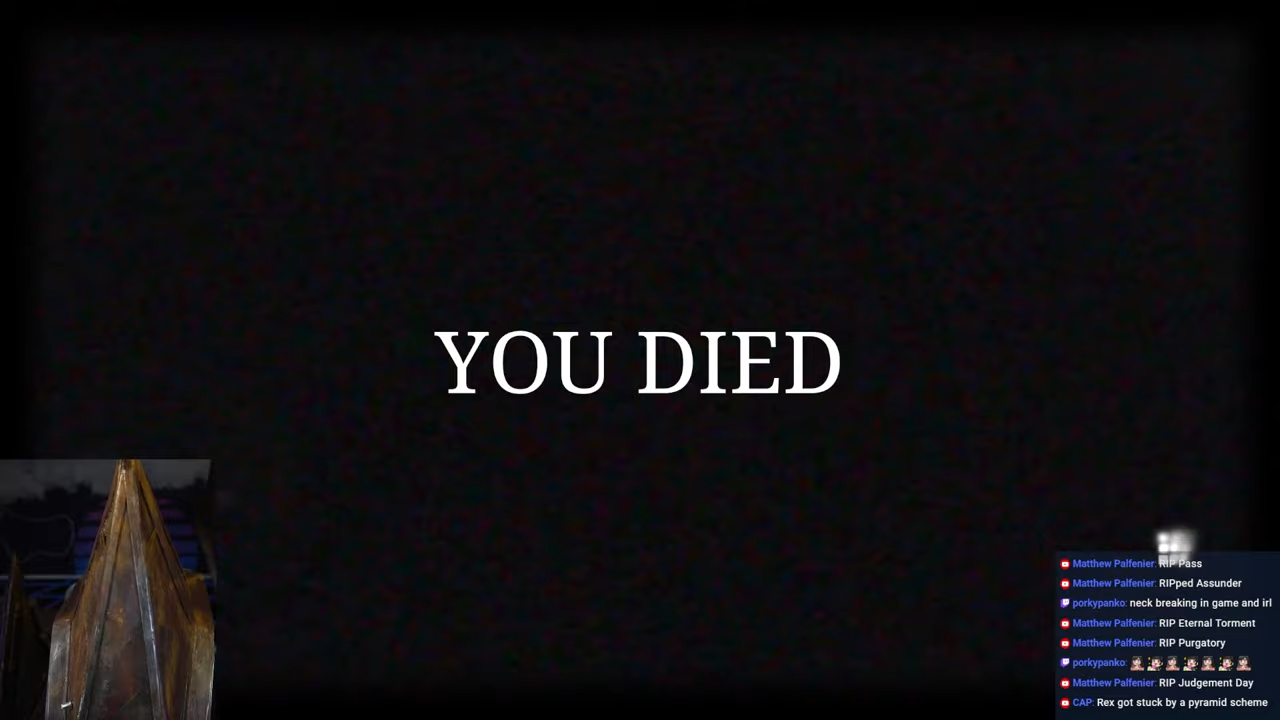 YOU DIED
Matthew Palfenier: RIP Pass
Matthew Palfenier: RIPped Assunder
porkypanko: neck breaking in game and irl
Matthew Palfenier: RIP Eternal Torment
Matthew Palfenier: RIP Purgatory
porkypanko:
Matthew Palfenier: RIP Judgement Day
CAP: Rex got stuck by a pyramid scheme